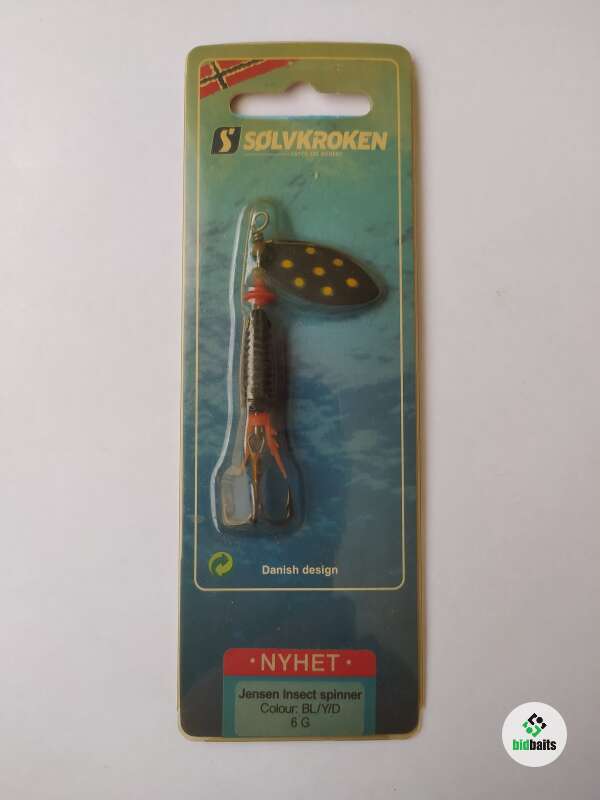 SØLVKROKEN
Danish design
• NYHET •
Jensen Insect spinner
Colour: BL/Y/D
6 G
bidbaits